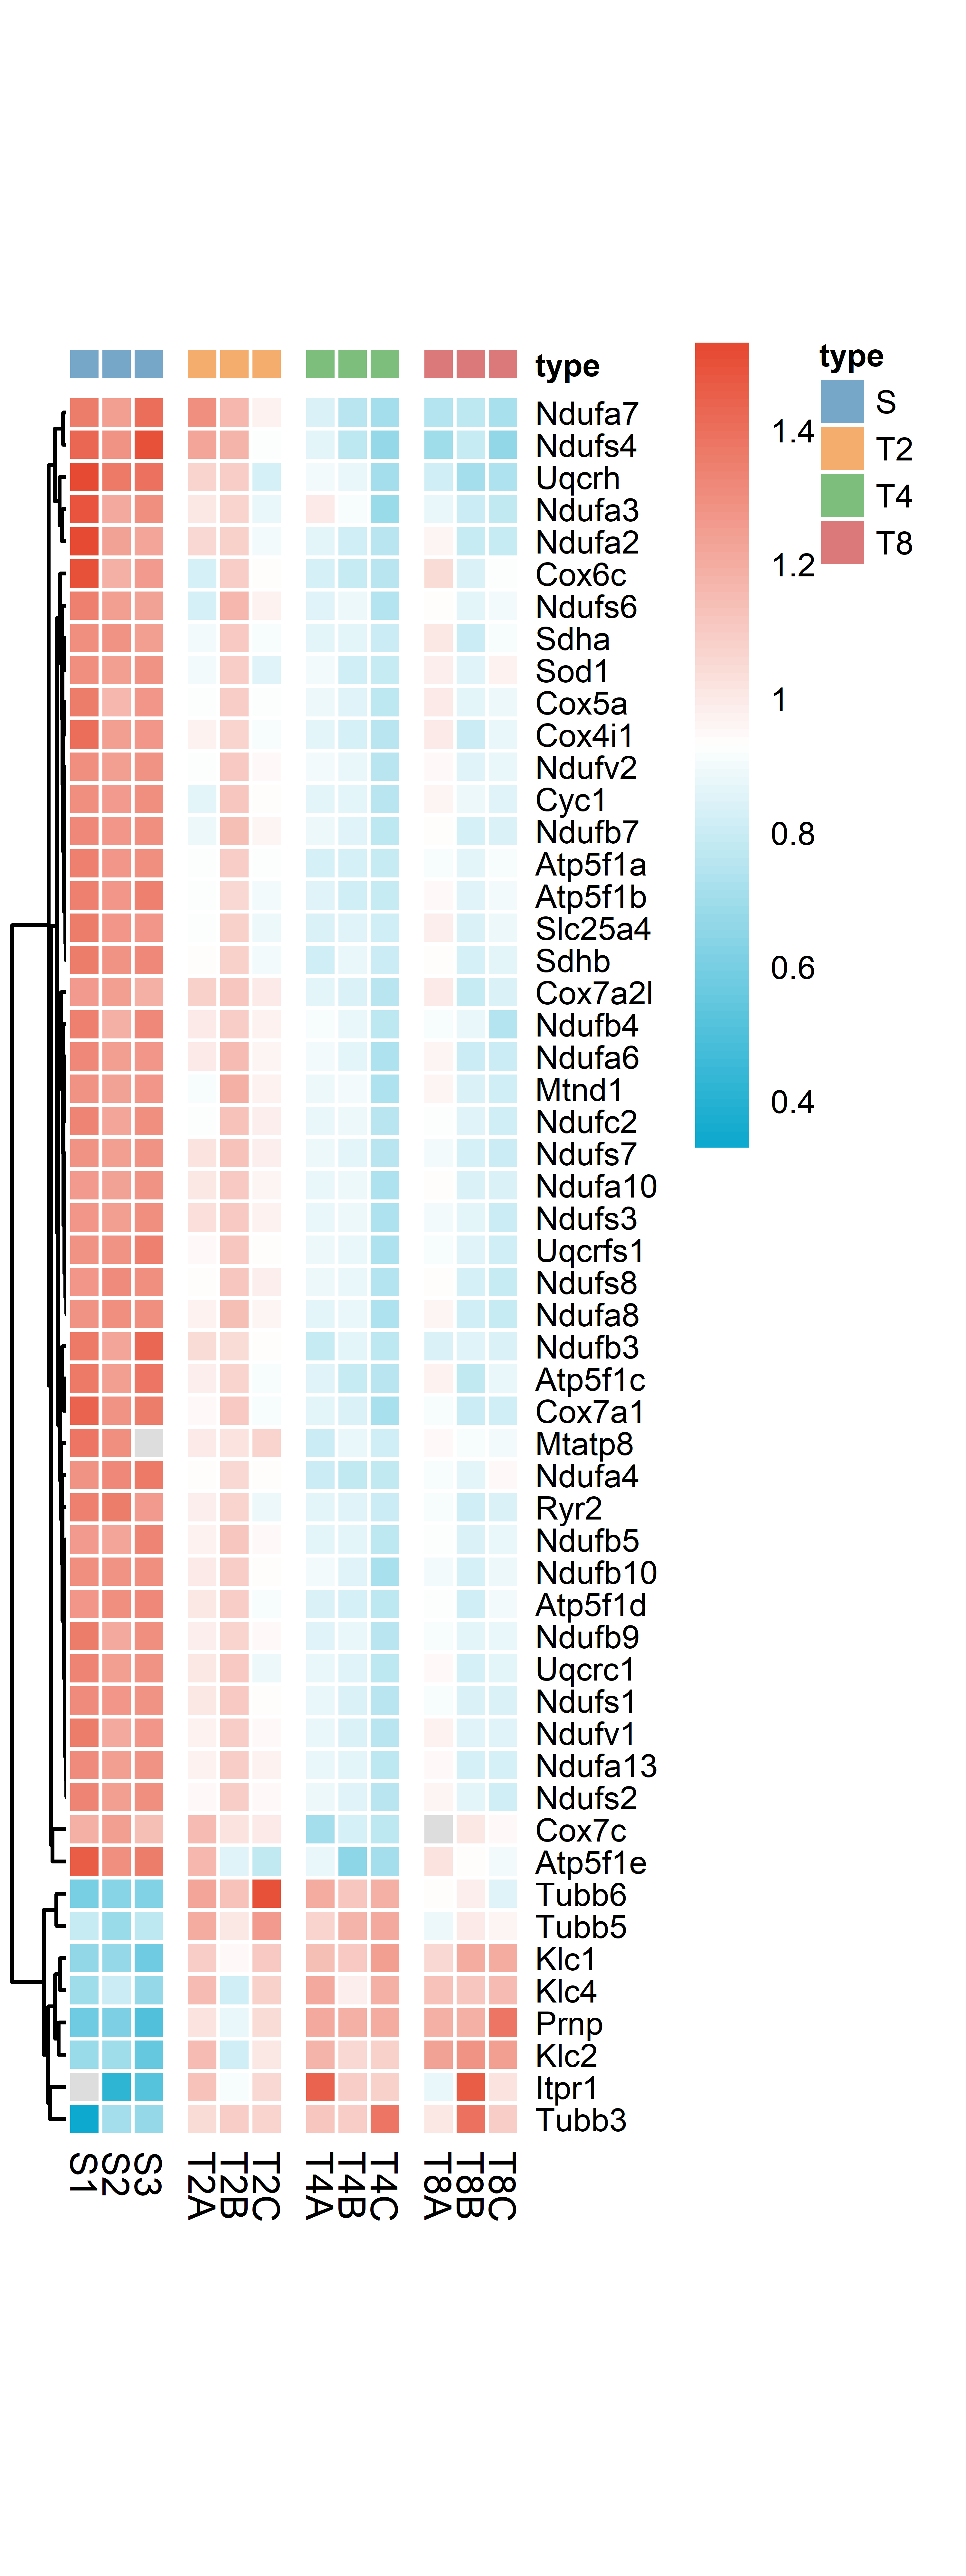 type
Ndufa7
Ndufs4
Uqcrh
Ndufa3
Ndufa2
Cox6c
Ndufs6
Sdha
Sod1
Cox5a
Cox4i1
Ndufv2
Cyc1
Ndufb7
Atp5f1a
Atp5f1b
Slc25a4
Sdhb
Cox7a2l
Ndufb4
Ndufa6
Mtnd1
Ndufc2
Ndufs7
Ndufa10
Ndufs3
Uqcrfs1
Ndufs8
Ndufa8
Ndufb3
Atp5f1c
Cox7a1
Mtatp8
Ndufa4
Ryr2
Ndufb5
Ndufb10
Atp5f1d
Ndufb9
Uqcrc1
Ndufs1
Ndufv1
Ndufa13
Ndufs2
Cox7c
Atp5f1e
Tubb6
Tubb5
Klc1
Klc4
Prnp
Klc2
Itpr1
Tubb3
S1
S2
S3
T2A
T2B
T2C
T4A
T4B
T4C
T8A
T8B
T8C
1.4
1.2
1
0.8
0.6
0.4
type
S
T2
T4
T8